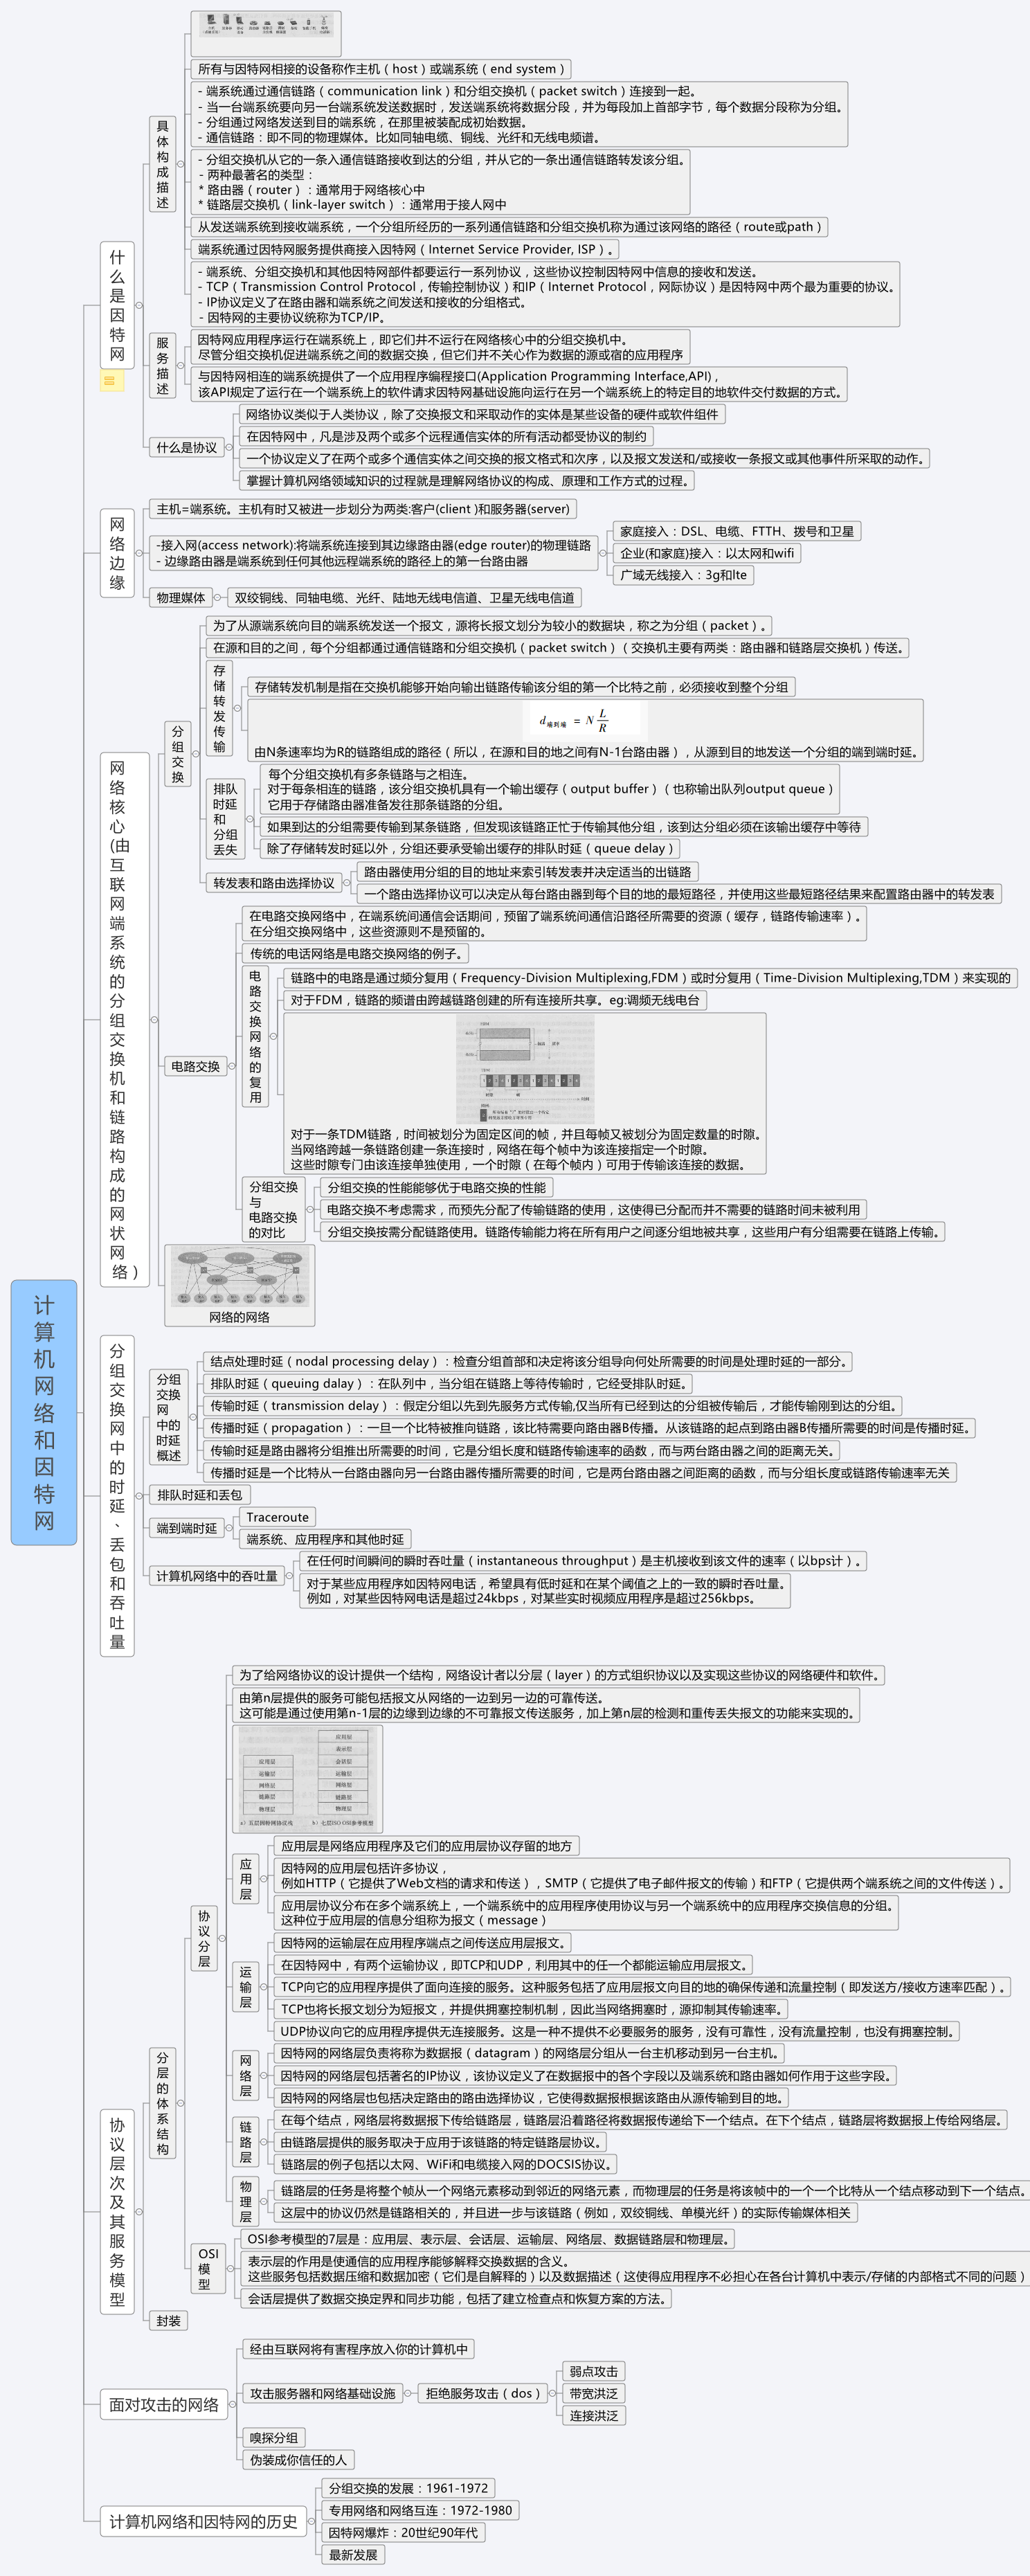 计算机网络和因特网
什么是因特网
具体构成描述
所有与因特网相接的设备称作主机（host）或端系统（end system）
- 端系统通过通信链路（communication link）和分组交换机（packet switch）连接到一起。
- 当一台端系统要向另一台端系统发送数据时，发送端系统将数据分段，并为每段加上首部字节，每个数据分段称为分组。
- 分组通过网络发送到目的端系统，在那里被装配成初始数据。
- 通信链路：即不同的物理媒体。比如同轴电缆、铜线、光纤和无线电频谱。
- 分组交换机从它的一条入通信链路接收到达的分组，并从它的一条出通信链路转发该分组。
- 两种最著名的类型：
* 路由器（router）：通常用于网络核心中
* 链路层交换机（link-layer switch）：通常用于接人网中
从发送端系统到接收端系统，一个分组所经历的一系列通信链路和分组交换机称为通过该网络的路径（route或path）
端系统通过因特网服务提供商接入因特网（Internet Service Provider, ISP）。
- 端系统、分组交换机和其他因特网部件都要运行一系列协议，这些协议控制因特网中信息的接收和发送。
- TCP（Transmission Control Protocol，传输控制协议）和IP（Internet Protocol，网际协议）是因特网中两个最为重要的协议。
- IP协议定义了在路由器和端系统之间发送和接收的分组格式。
- 因特网的主要协议统称为TCP/IP。
服务描述
因特网应用程序运行在端系统上，即它们并不运行在网络核心中的分组交换机中。
尽管分组交换机促进端系统之间的数据交换，但它们并不关心作为数据的源或宿的应用程序
与因特网相连的端系统提供了一个应用程序编程接口(Application Programming Interface,API)，
该API规定了运行在一个端系统上的软件请求因特网基础设施向运行在另一个端系统上的特定目的地软件交付数据的方式。
什么是协议
网络协议类似于人类协议，除了交换报文和采取动作的实体是某些设备的硬件或软件组件
在因特网中，凡是涉及两个或多个远程通信实体的所有活动都受协议的制约
一个协议定义了在两个或多个通信实体之间交换的报文格式和次序，以及报文发送和/或接收一条报文或其他事件所采取的动作。
掌握计算机网络领域知识的过程就是理解网络协议的构成、原理和工作方式的过程。
网络边缘
主机=端系统。主机有时又被进一步划分为两类:客户(client )和服务器(server)
-接入网(access network):将端系统连接到其边缘路由器(edge router)的物理链路
- 边缘路由器是端系统到任何其他远程端系统的路径上的第一台路由器
家庭接入：DSL、电缆、FTTH、拨号和卫星
企业(和家庭)接入：以太网和wifi
广域无线接入：3g和lte
物理媒体
双绞铜线、同轴电缆、光纤、陆地无线电信道、卫星无线电信道
网络核心(由互联网端系统的分组交换机和链路构成的网状网络)
分组交换
为了从源端系统向目的端系统发送一个报文，源将长报文划分为较小的数据块，称之为分组（packet）。
在源和目的之间，每个分组都通过通信链路和分组交换机（packet switch）（交换机主要有两类：路由器和链路层交换机）传送。
存储转发传输
存储转发机制是指在交换机能够开始向输出链路传输该分组的第一个比特之前，必须接收到整个分组
d端到端 = N L/R
由N条速率均为R的链路组成的路径（所以，在源和目的地之间有N-1台路由器），从源到目的地发送一个分组的端到端时延。
排队时延和分组丢失
每个分组交换机有多条链路与之相连。
对于每条相连的链路，该分组交换机具有一个输出缓存（output buffer）（也称输出队列output queue）
它用于存储路由器准备发往那条链路的分组。
如果到达的分组需要传输到某条链路，但发现该链路正忙于传输其他分组，该到达分组必须在该输出缓存中等待
除了存储转发时延以外，分组还要承受输出缓存的排队时延（queue delay）
转发表和路由选择协议
路由器使用分组的目的地址来索引转发表并决定适当的出链路
一个路由选择协议可以决定从每台路由器到每个目的地的最短路径，并使用这些最短路径结果来配置路由器中的转发表
电路交换
在电路交换网络中，在端系统间通信会话期间，预留了端系统间通信沿路径所需要的资源（缓存，链路传输速率）。
在分组交换网络中，这些资源则不是预留的。
传统的电话网络是电路交换网络的例子。
电路交换网络的复用
链路中的电路是通过频分复用（Frequency-Division Multiplexing,FDM）或时分复用（Time-Division Multiplexing,TDM）来实现的
对于FDM，链路的频谱由跨越链路创建的所有连接所共享。eg:调频无线电台
对于一条TDM链路，时间被划分为固定区间的帧，并且每帧又被划分为固定数量的时隙。
当网络跨越一条链路创建一条连接时，网络在每个帧中为该连接指定一个时隙。
这些时隙专门由该连接单独使用，一个时隙（在每个帧内）可用于传输该连接的数据。
分组交换与电路交换的对比
分组交换的性能能够优于电路交换的性能
电路交换不考虑需求，而预先分配了传输链路的使用，这使得已分配而并不需要的链路时间未被利用
分组交换按需分配链路使用。链路传输能力将在所有用户之间逐分组地被共享，这些用户有分组需要在链路上传输。
网络的网络
分组交换网中的时延、丢包和吞吐量
分组交换网中的时延概述
结点处理时延（nodal processing delay）：检查分组首部和决定将该分组导向何处所需要的时间是处理时延的一部分。
排队时延（queuing dalay）：在队列中，当分组在链路上等待传输时，它经受排队时延。
传输时延（transmission delay）：假定分组以先到先服务方式传输,仅当所有已经到达的分组被传输后，才能传输刚到达的分组。
传播时延（propagation）：一旦一个比特被推向链路，该比特需要向路由器B传播。从该链路的起点到路由器B传播所需要的时间是传播时延。
传输时延是路由器将分组推出所需要的时间，它是分组长度和链路传输速率的函数，而与两台路由器之间的距离无关。
传播时延是一个比特从一台路由器向另一台路由器传播所需要的时间，它是两台路由器之间距离的函数，而与分组长度或链路传输速率无关
排队时延和丢包
端到端时延
Traceroute
端系统、应用程序和其他时延
计算机网络中的吞吐量
在任何时间瞬间的瞬时吞吐量（instantaneous throughput）是主机接收到该文件的速率（以bps计）。
对于某些应用程序如因特网电话，希望具有低时延和在某个阈值之上的一致的瞬时吞吐量。
例如，对某些因特网电话是超过24kbps，对某些实时视频应用程序是超过256kbps。
协议层次及其服务模型
分层的体系结构
协议分层
为了给网络协议的设计提供一个结构，网络设计者以分层（layer）的方式组织协议以及实现这些协议的网络硬件和软件。
由第n层提供的服务可能包括报文从网络的一边到另一边的可靠传送。
这可能是通过使用第n-1层的边缘到边缘的不可靠报文传送服务，加上第n层的检测和重传丢失报文的功能来实现的。
应用层
运输层
网络层
链路层
物理层
a）五层因特网协议栈
应用层
表示层
会话层
运输层
网络层
链路层
物理层
b）七层ISO OSI参考模型
应用层
应用层是网络应用程序及它们的应用层协议存留的地方
因特网的应用层包括许多协议，
例如HTTP（它提供了Web文档的请求和传送），SMTP（它提供了电子邮件报文的传输）和FTP（它提供两个端系统之间的文件传送）。
应用层协议分布在多个端系统上，一个端系统中的应用程序使用协议与另一个端系统中的应用程序交换信息的分组。
这种位于应用层的信息分组称为报文（message）
运输层
因特网的运输层在应用程序端点之间传送应用层报文。
在因特网中，有两个运输协议，即TCP和UDP，利用其中的任一个都能运输应用层报文。
TCP向它的应用程序提供了面向连接的服务。这种服务包括了应用层报文向目的地的确保传递和流量控制（即发送方/接收方速率匹配）。
TCP也将长报文划分为短报文，并提供拥塞控制机制，因此当网络拥塞时，源抑制其传输速率。
UDP协议向它的应用程序提供无连接服务。这是一种不提供不必要服务的服务，没有可靠性，没有流量控制，也没有拥塞控制。
网络层
因特网的网络层负责将称为数据报（datagram）的网络层分组从一台主机移动到另一台主机。
因特网的网络层包括著名的IP协议，该协议定义了在数据报中的各个字段以及端系统和路由器如何作用于这些字段。
因特网的网络层也包括决定路由的路由选择协议，它使得数据报根据该路由从源传输到目的地。
链路层
在每个结点，网络层将数据报下传给链路层，链路层沿着路径将数据报传递给下一个结点。在下个结点，链路层将数据报上传给网络层。
由链路层提供的服务取决于应用于该链路的特定链路层协议。
链路层的例子包括以太网、WiFi和电缆接入网的DOCSIS协议。
物理层
链路层的任务是将整个帧从一个网络元素移动到邻近的网络元素，而物理层的任务是将该帧中的一个一个比特从一个结点移动到下一个结点。
这层中的协议仍然是链路相关的，并且进一步与该链路（例如，双绞铜线、单模光纤）的实际传输媒体相关
OSI模型
OSI参考模型的7层是：应用层、表示层、会话层、运输层、网络层、数据链路层和物理层。
表示层的作用是使通信的应用程序能够解释交换数据的含义。
这些服务包括数据压缩和数据加密（它们是自解释的）以及数据描述（这使得应用程序不必担心在各台计算机中表示/存储的内部格式不同的问题）
会话层提供了数据交换定界和同步功能，包括了建立检查点和恢复方案的方法。
封装
面对攻击的网络
经由互联网将有害程序放入你的计算机中
攻击服务器和网络基础设施
拒绝服务攻击（dos）
弱点攻击
带宽洪泛
连接洪泛
嗅探分组
伪装成你信任的人
计算机网络和因特网的历史
分组交换的发展：1961-1972
专用网络和网络互连：1972-1980
因特网爆炸：20世纪90年代
最新发展